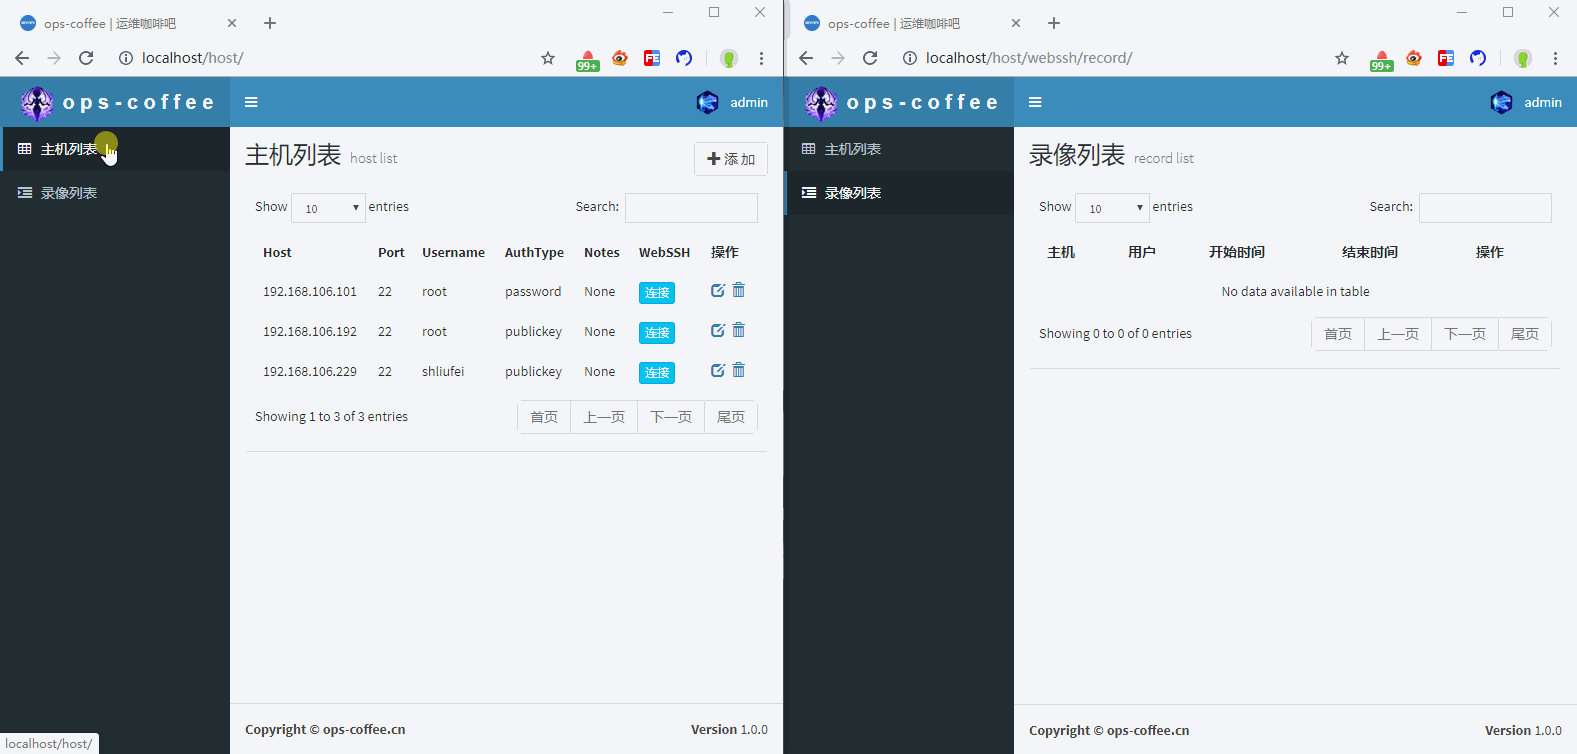 ops-coffee | 运维咖啡吧
localhost/host/
99+
FE
ops-coffee
admin
主机列表
录像列表
主机列表 host list
添加
Show 10 entries
Search:
Host Port Username AuthType Notes WebSSH 操作
192.168.106.101 22 root password None 连接
192.168.106.192 22 root publickey None 连接
192.168.106.229 22 shliufei publickey None 连接
Showing 1 to 3 of 3 entries
首页 上一页 下一页 尾页
Copyright © ops-coffee.cn
Version 1.0.0
localhost/host/
ops-coffee | 运维咖啡吧
localhost/host/webssh/record/
99+
FE
ops-coffee
admin
主机列表
录像列表
录像列表 record list
Show 10 entries
Search:
主机 用户 开始时间 结束时间 操作
No data available in table
Showing 0 to 0 of 0 entries
首页 上一页 下一页 尾页
Copyright © ops-coffee.cn
Version 1.0.0